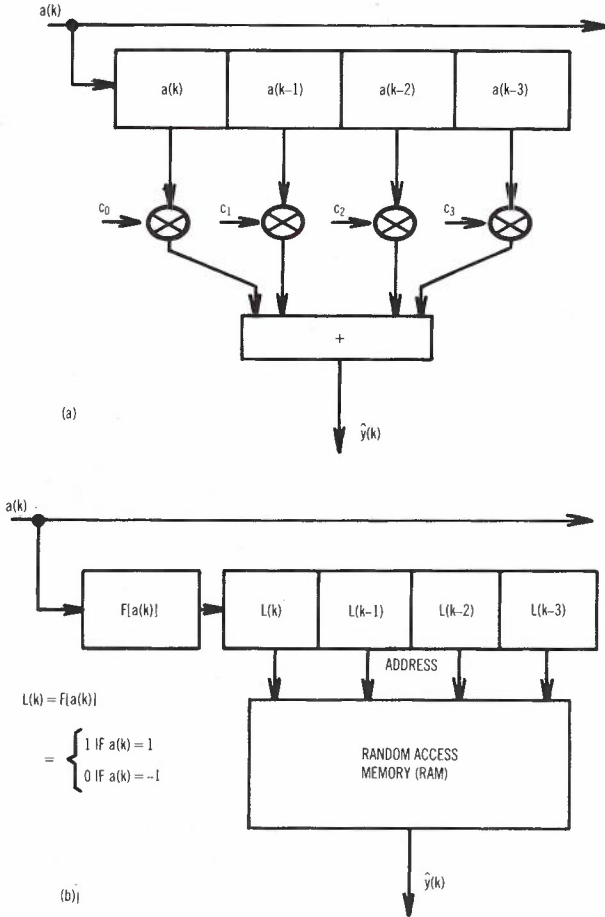 a(k)
a(k) a(k-1) a(k-2) a(k-3)
c₀ c₁ c₂ c₃
+
(a)
ŷ(k)
a(k)
F[a(k)] L(k) L(k-1) L(k-2) L(k-3)
ADDRESS
L(k) = F[a(k)]
= { 1 IF a(k) = 1
0 IF a(k) = -1
RANDOM ACCESS
MEMORY (RAM)
(b)
ŷ(k)